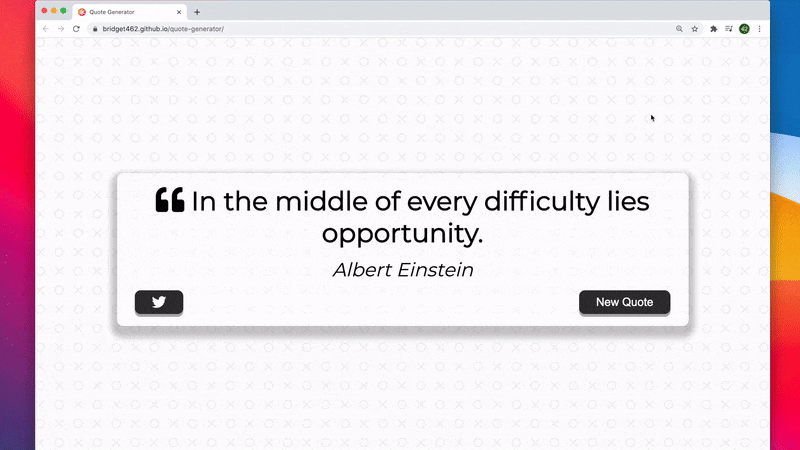 Quote Generator
bridget462.github.io/quote-generator/
42
In the middle of every difficulty lies
opportunity.
Albert Einstein
New Quote